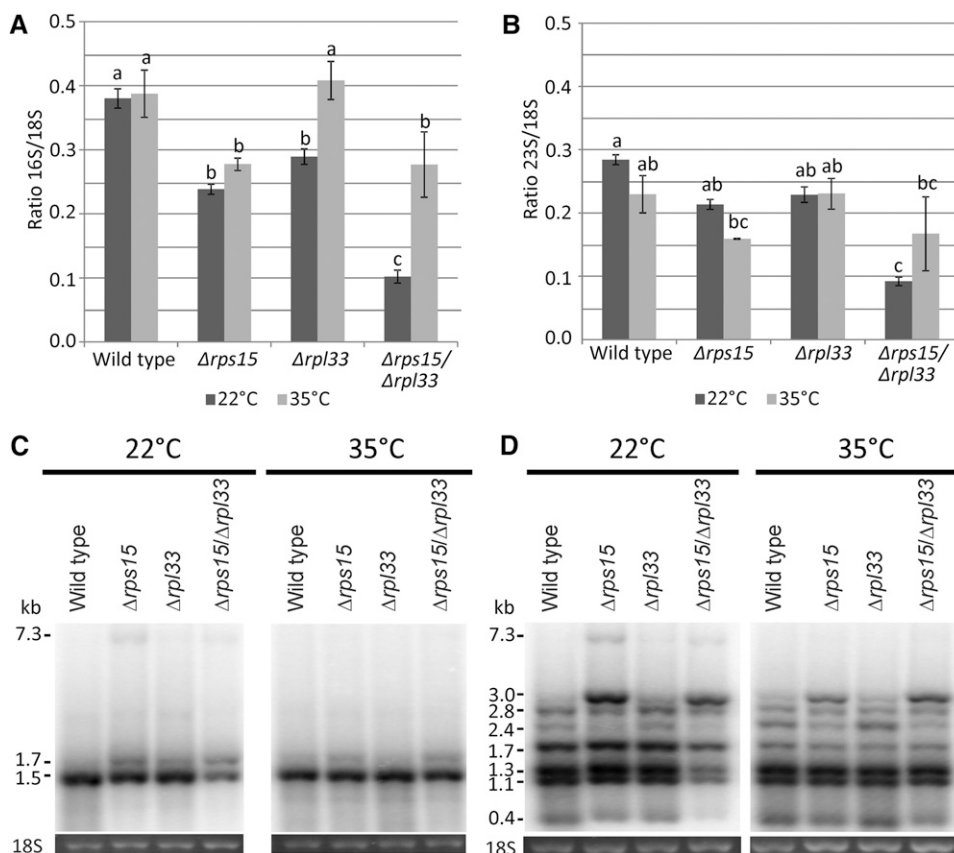 A
Ratio 16S/18S
0.5
0.4
0.3
0.2
0.1
0.0
a
a
b
b
b
a
c
b
Wild type
Δrps15
Δrpl33
Δrps15/
Δrpl33
22°C
35°C
B
Ratio 23S/18S
0.5
0.4
0.3
0.2
0.1
0.0
a
ab
ab
bc
ab
ab
c
bc
Wild type
Δrps15
Δrpl33
Δrps15/
Δrpl33
22°C
35°C
C
22°C
35°C
Wild type
Δrps15
Δrpl33
Δrps15/Δrpl33
Wild type
Δrps15
Δrpl33
Δrps15/Δrpl33
kb
7.3
1.7
1.5
18S
D
22°C
35°C
Wild type
Δrps15
Δrpl33
Δrps15/Δrpl33
Wild type
Δrps15
Δrpl33
Δrps15/Δrpl33
kb
7.3
3.0
2.8
2.4
1.7
1.3
1.1
0.4
18S